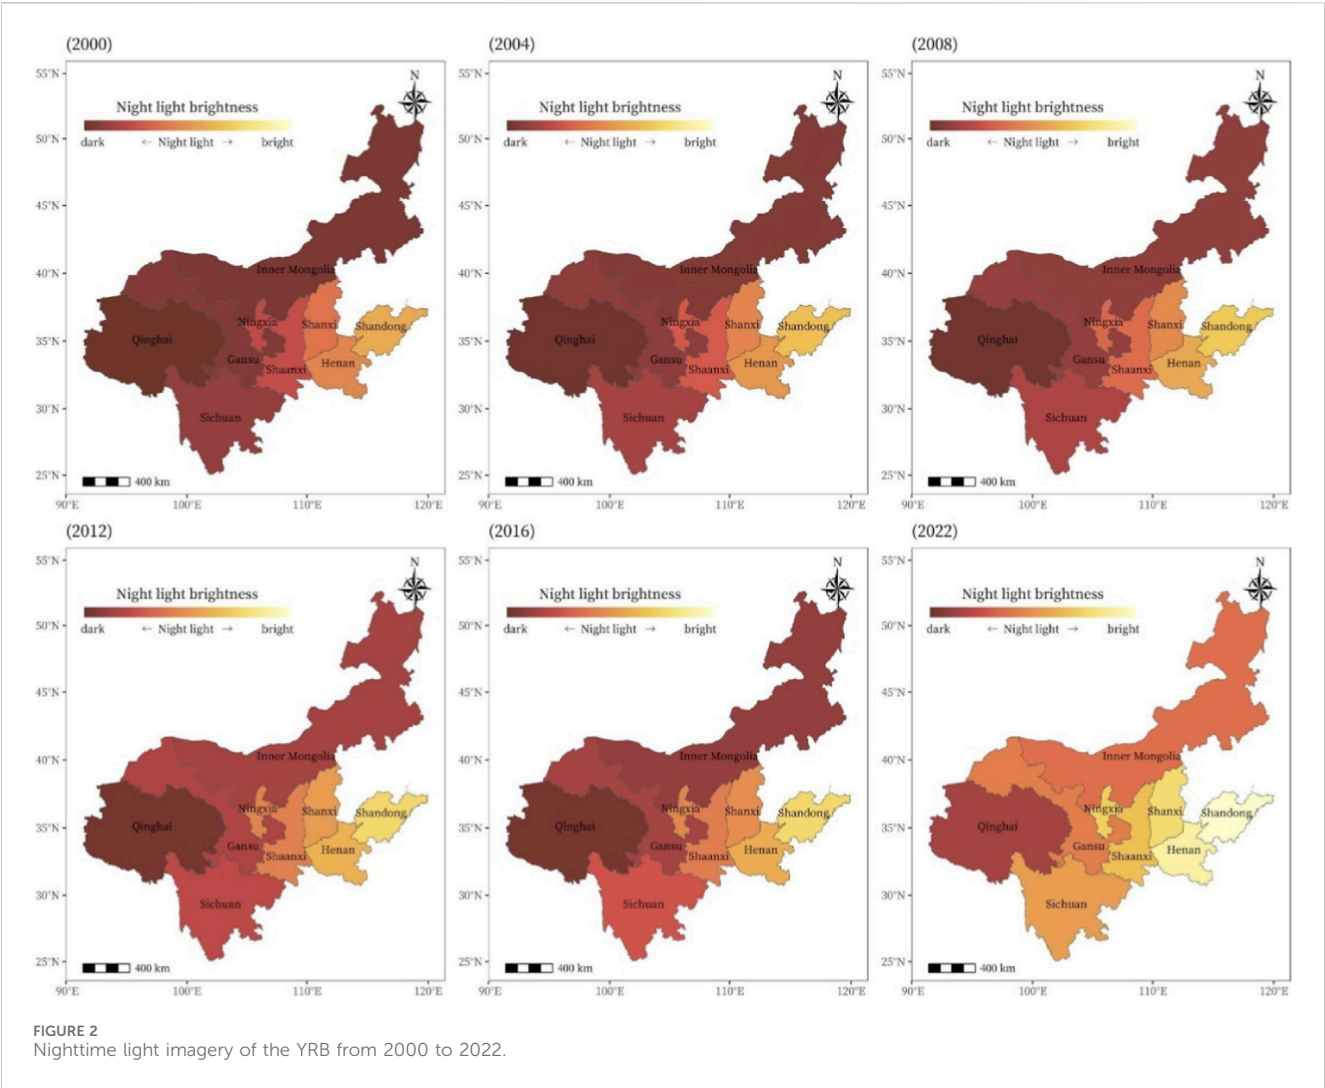 (2000)
55°N
50°N
45°N
40°N
35°N
30°N
25°N
90°E
100°E
110°E
120°E
N
Night light brightness
dark
← Night light →
bright
Inner Mongolia
Ningxia
Shanxi
Shandong
Qinghai
Gansu
Shaanxi
Henan
Sichuan
400 km
(2004)
55°N
50°N
45°N
40°N
35°N
30°N
25°N
90°E
100°E
110°E
120°E
N
Night light brightness
dark
← Night light →
bright
Inner Mongolia
Ningxia
Shanxi
Shandong
Qinghai
Gansu
Shaanxi
Henan
Sichuan
400 km
(2008)
55°N
50°N
45°N
40°N
35°N
30°N
25°N
90°E
100°E
110°E
120°E
N
Night light brightness
dark
← Night light →
bright
Inner Mongolia
Ningxia
Shanxi
Shandong
Qinghai
Gansu
Shaanxi
Henan
Sichuan
400 km
(2012)
55°N
50°N
45°N
40°N
35°N
30°N
25°N
90°E
100°E
110°E
120°E
N
Night light brightness
dark
← Night light →
bright
Inner Mongolia
Ningxia
Shanxi
Shandong
Qinghai
Gansu
Shaanxi
Henan
Sichuan
400 km
(2016)
55°N
50°N
45°N
40°N
35°N
30°N
25°N
90°E
100°E
110°E
120°E
N
Night light brightness
dark
← Night light →
bright
Inner Mongolia
Ningxia
Shanxi
Shandong
Qinghai
Gansu
Shaanxi
Henan
Sichuan
400 km
(2022)
55°N
50°N
45°N
40°N
35°N
30°N
25°N
90°E
100°E
110°E
120°E
N
Night light brightness
dark
← Night light →
bright
Inner Mongolia
Ningxia
Shanxi
Shandong
Qinghai
Gansu
Shaanxi
Henan
Sichuan
400 km
FIGURE 2
Nighttime light imagery of the YRB from 2000 to 2022.